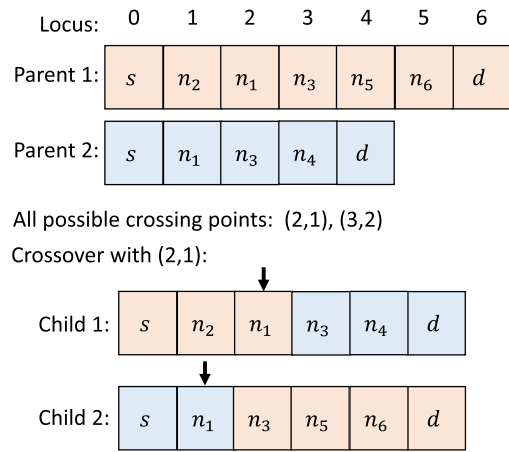 Locus: 0 1 2 3 4 5 6
Parent 1: s n₂ n₁ n₃ n₅ n₆ d
Parent 2: s n₁ n₃ n₄ d
All possible crossing points: (2,1), (3,2)
Crossover with (2,1):
Child 1: s n₂ n₁ n₃ n₄ d
Child 2: s n₁ n₃ n₅ n₆ d